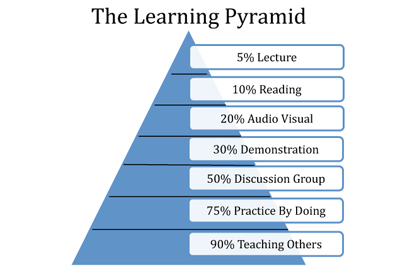 The Learning Pyramid
5% Lecture
10% Reading
20% Audio Visual
30% Demonstration
50% Discussion Group
75% Practice By Doing
90% Teaching Others